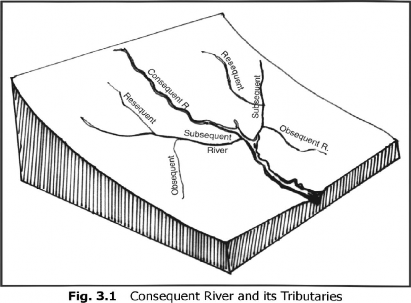 Resequent
Consequent R.
Subsequent
Resequent
Subsequent
River
Obsequent R.
Obsequent
Fig. 3.1 Consequent River and its Tributaries